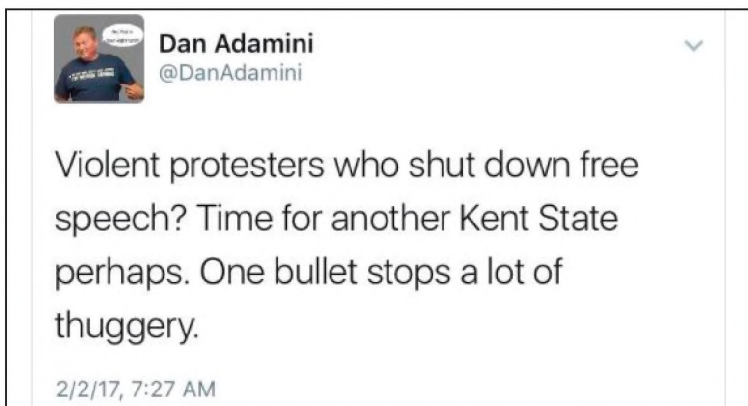 Dan Adamini
@DanAdamini
Violent protesters who shut down free
speech? Time for another Kent State
perhaps. One bullet stops a lot of
thuggery.
2/2/17, 7:27 AM